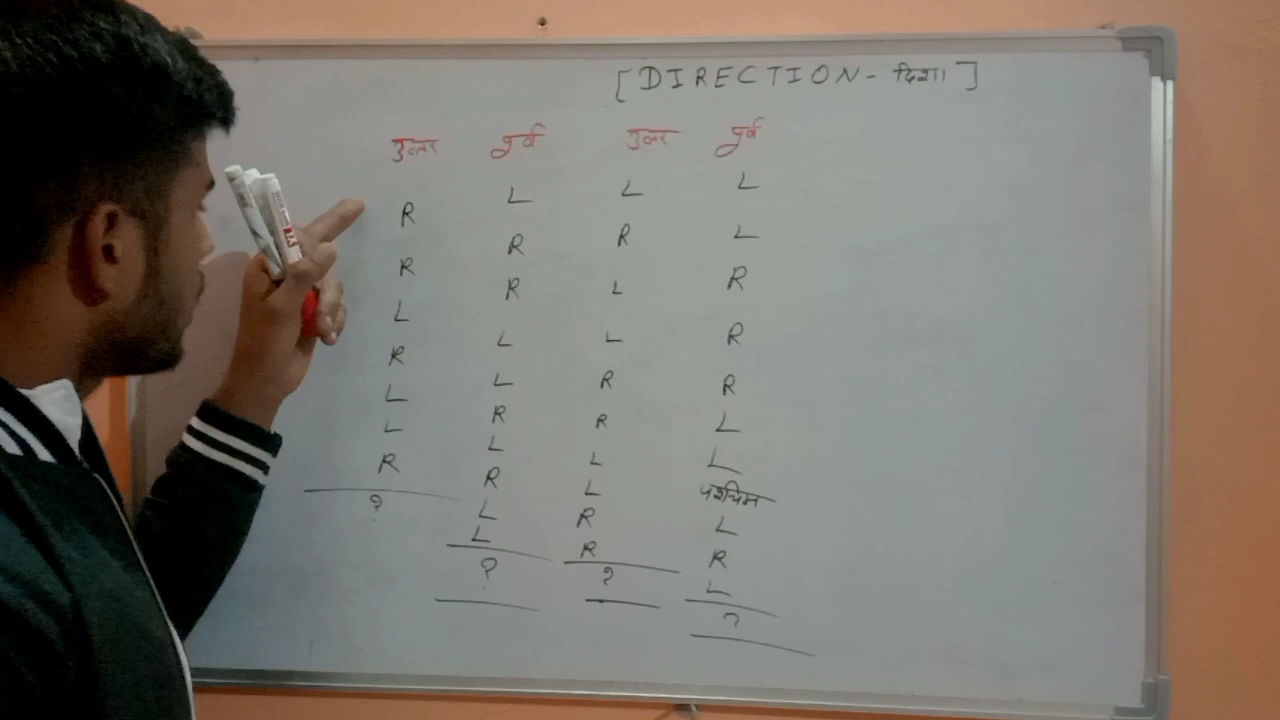 [DIRECTION - दिशा]
उत्तर पूर्व उत्तर पूर्व
R L L L
R R R L
L R L R
R L L R
L L R R
L R R L
R L L L
? R L पश्चिम
L R L
L R R
? ? L
?